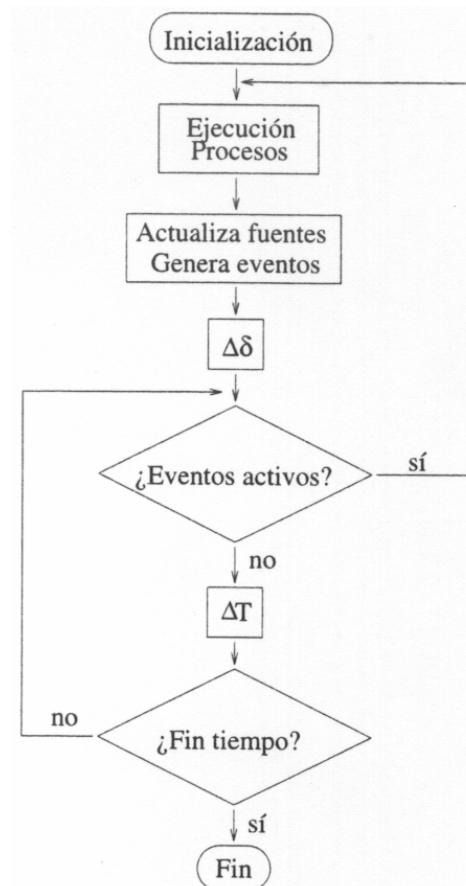 Inicialización
Ejecución
Procesos
Actualiza fuentes
Genera eventos
Δδ
¿Eventos activos?
sí
no
ΔT
no
¿Fin tiempo?
sí
Fin